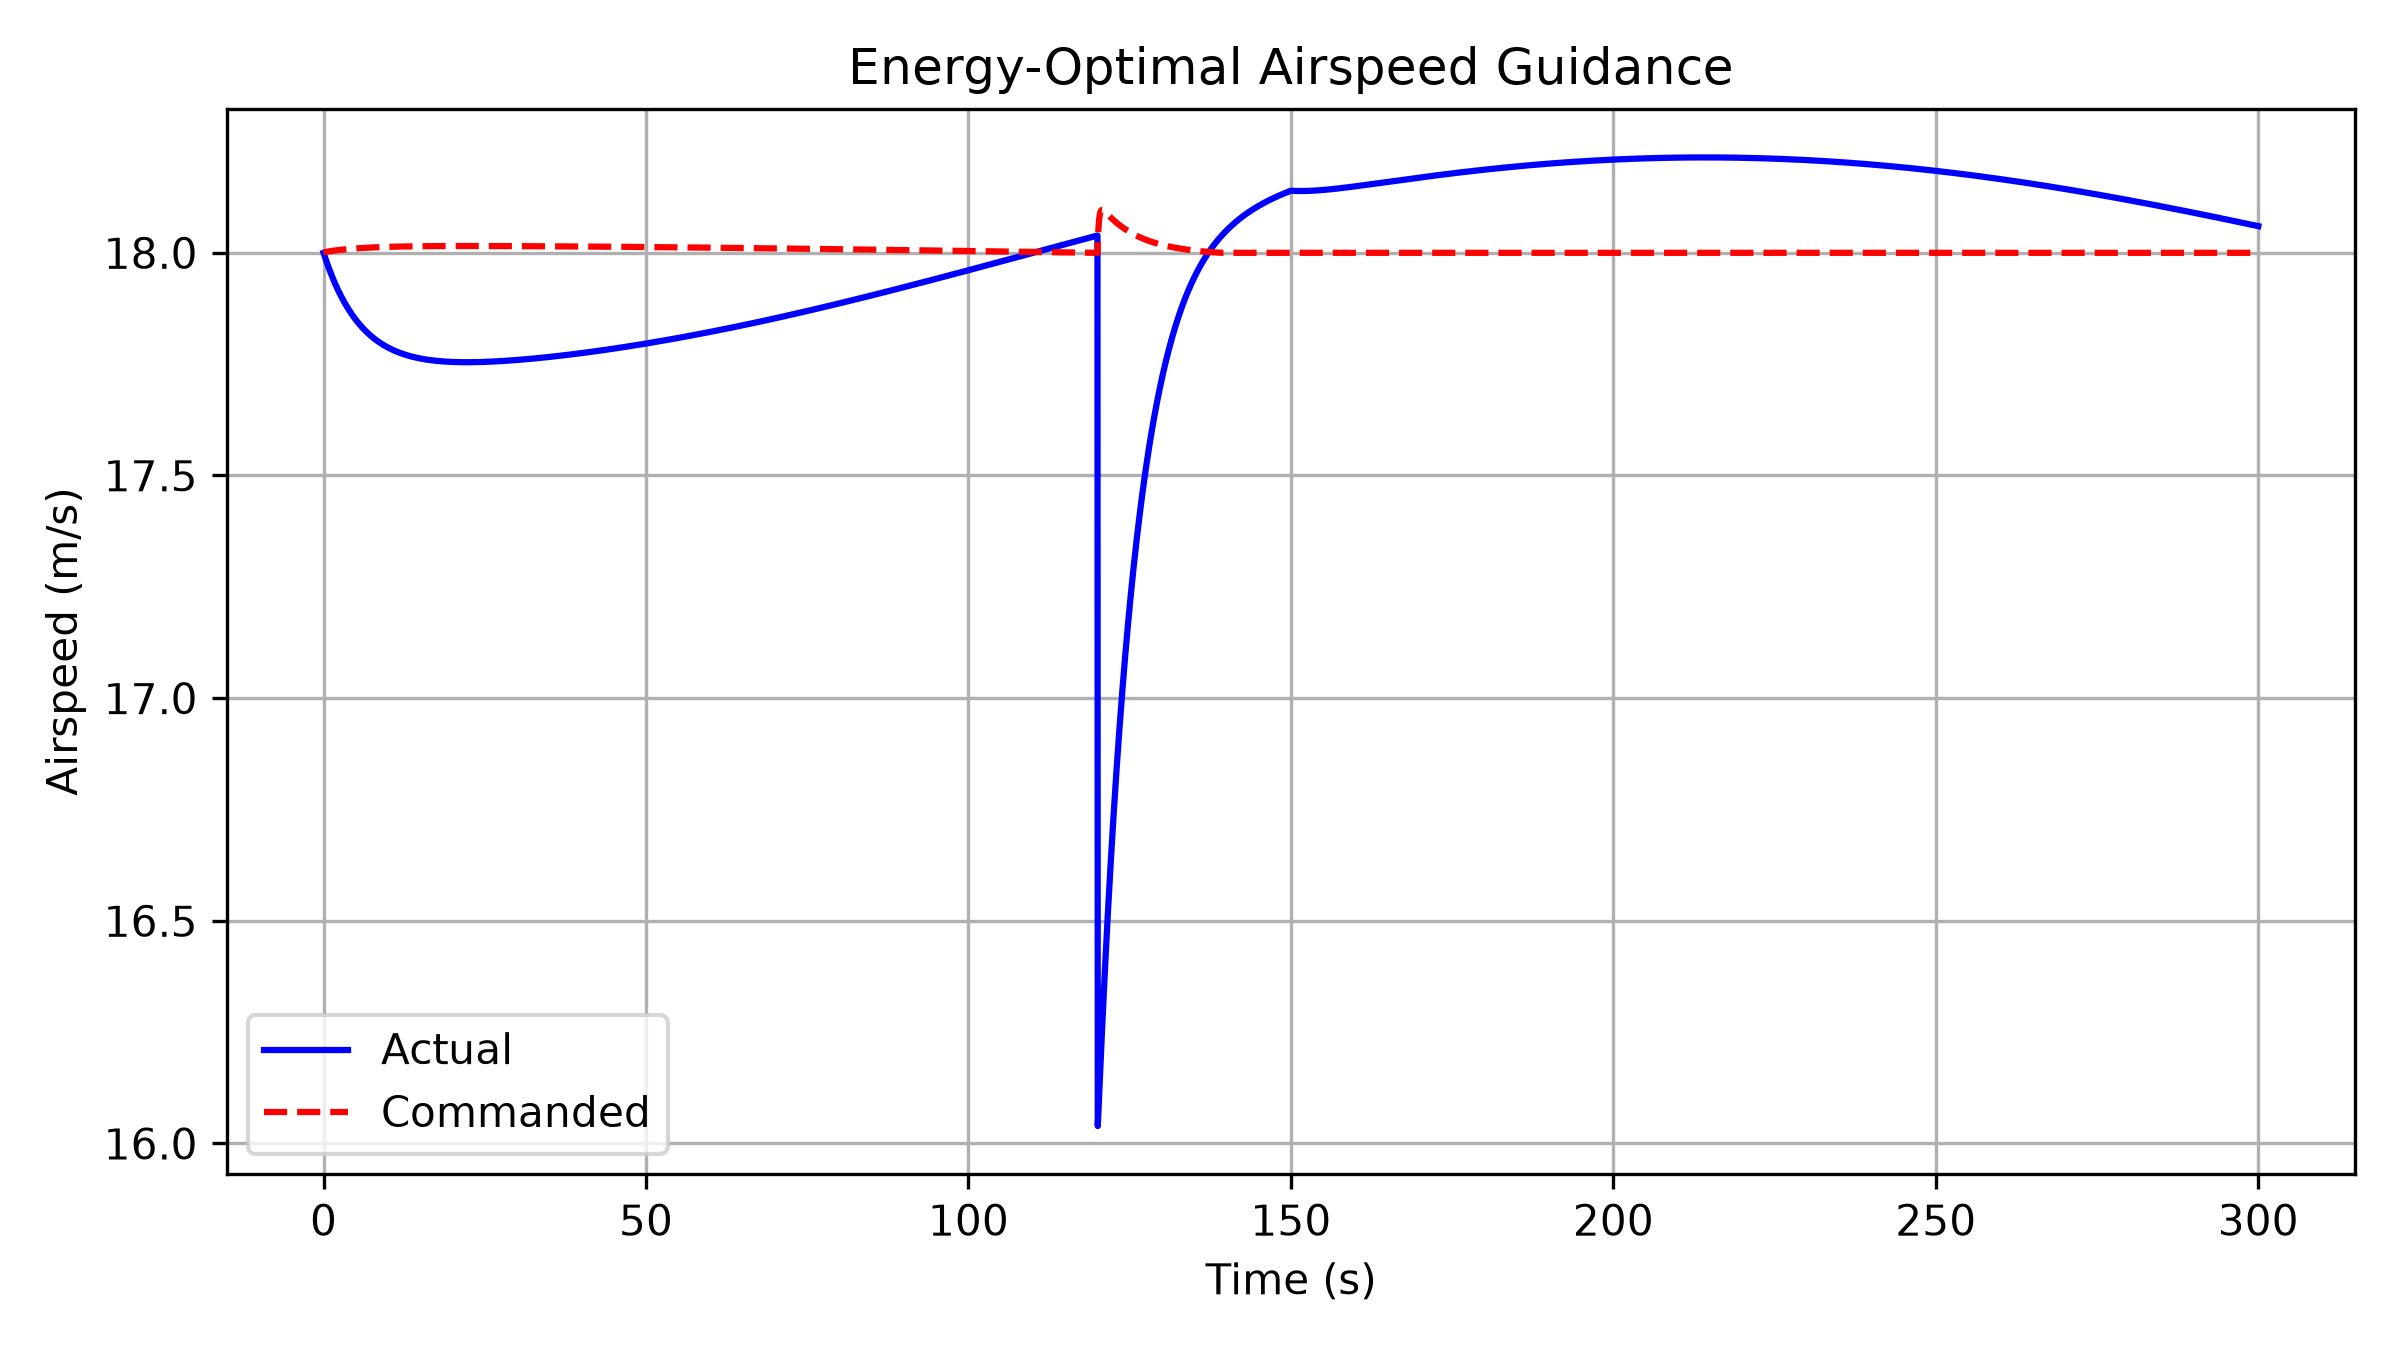 Energy-Optimal Airspeed Guidance
Airspeed (m/s)
18.0
17.5
17.0
16.5
16.0
Actual
Commanded
0 50 100 150 200 250 300
Time (s)